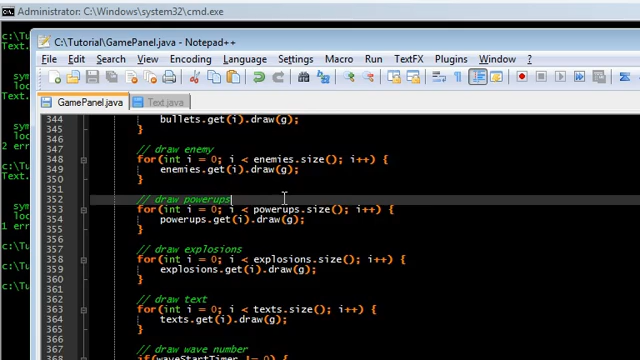 Administrator: C:\Windows\system32\cmd.exe
C:\Tutorial\GamePanel.java - Notepad++
File Edit Search View Encoding Language Settings Macro Run TextFX Plugins Window ?
GamePanel.java Text.java
344 bullets.get(i).draw(g);
345 }
346
347 // draw enemy
348 for(int i = 0; i < enemies.size(); i++) {
349 enemies.get(i).draw(g);
350 }
351
352 // draw powerups
353 for(int i = 0; i < powerups.size(); i++) {
354 powerups.get(i).draw(g);
355 }
356
357 // draw explosions
358 for(int i = 0; i < explosions.size(); i++) {
359 explosions.get(i).draw(g);
360 }
361
362 // draw text
363 for(int i = 0; i < texts.size(); i++) {
364 texts.get(i).draw(g);
365 }
366
367 // draw wave number
368 if(waveStartTimer != 0) {